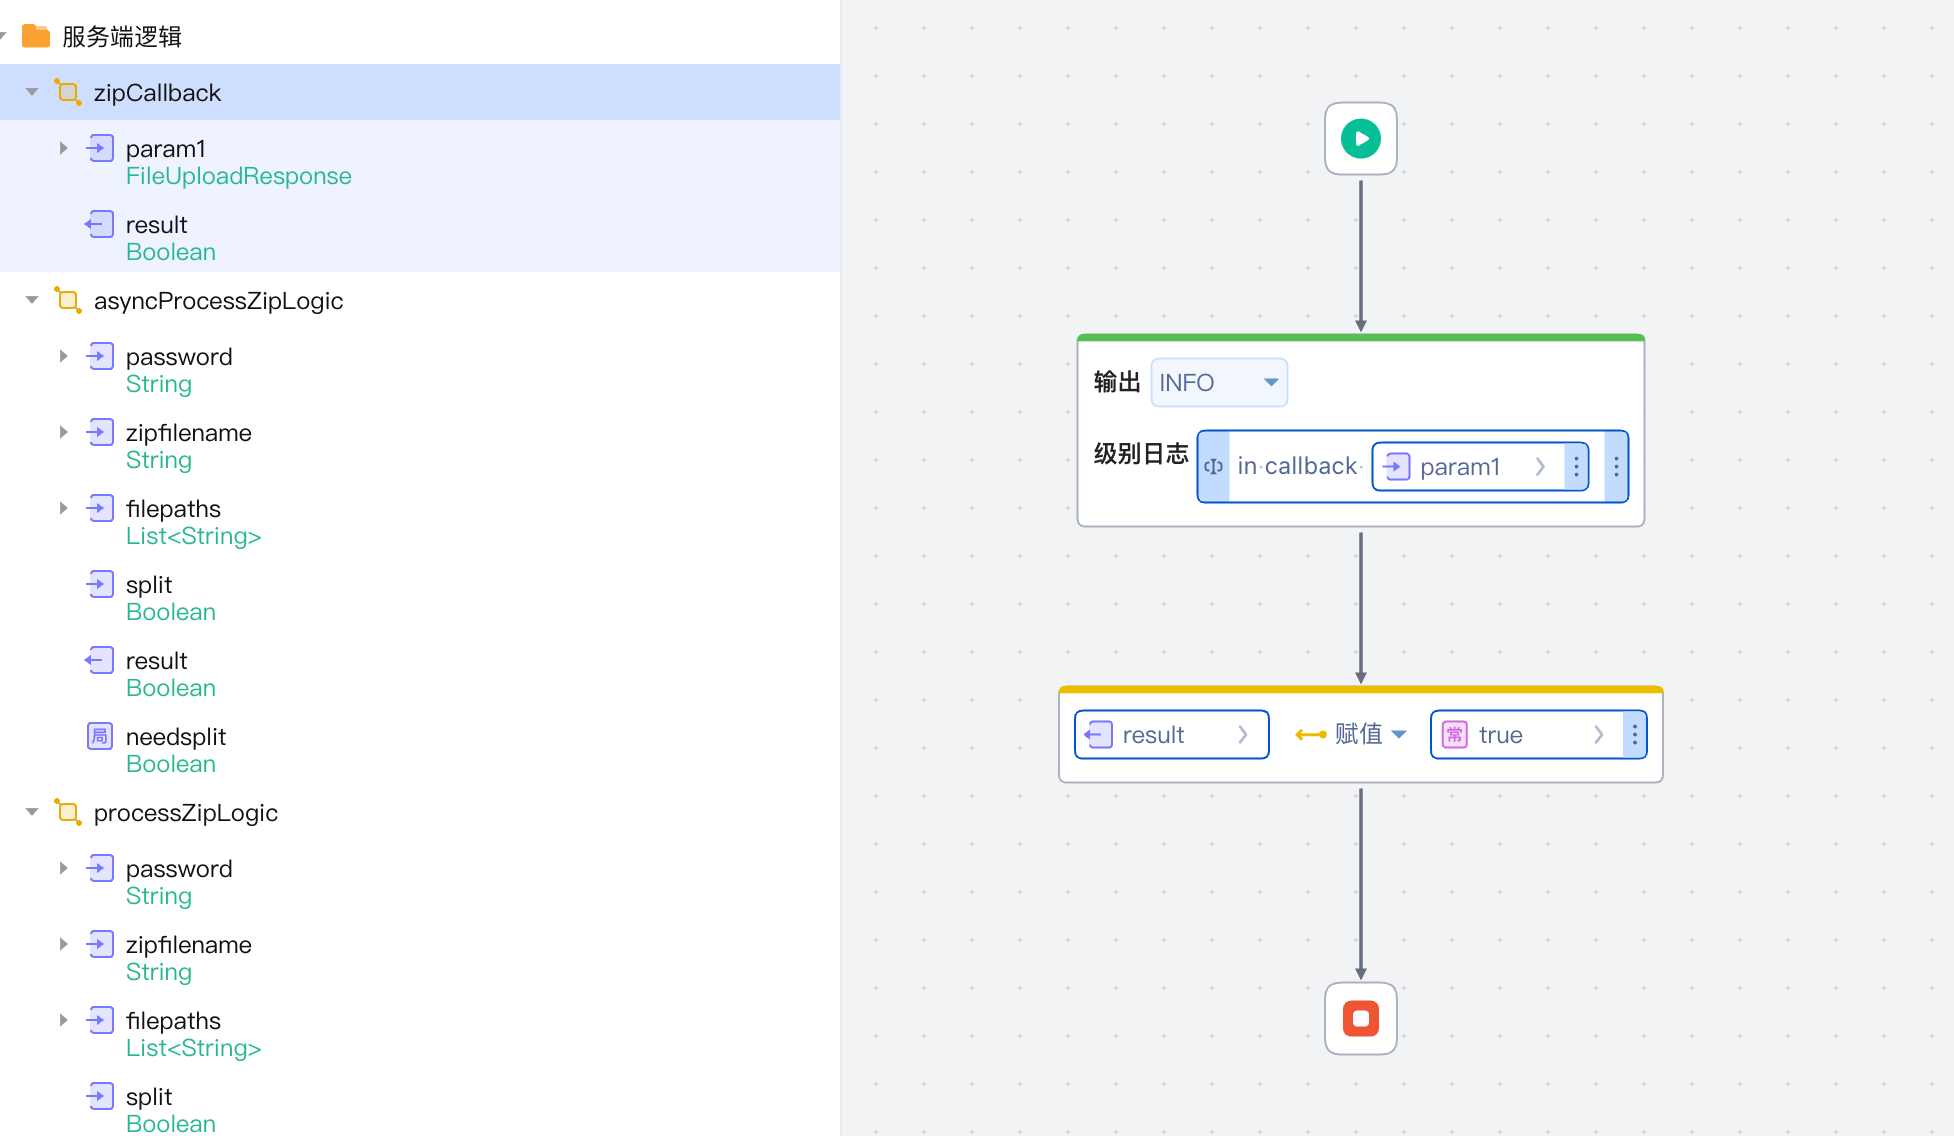 服务端逻辑
zipCallback
param1
FileUploadResponse
result
Boolean
asyncProcessZipLogic
password
String
zipfilename
String
filepaths
List<String>
split
Boolean
result
Boolean
局 needsplit
Boolean
processZipLogic
password
String
zipfilename
String
filepaths
List<String>
split
Boolean
输出 INFO
级别日志 in·callback· param1
result 赋值 常 true